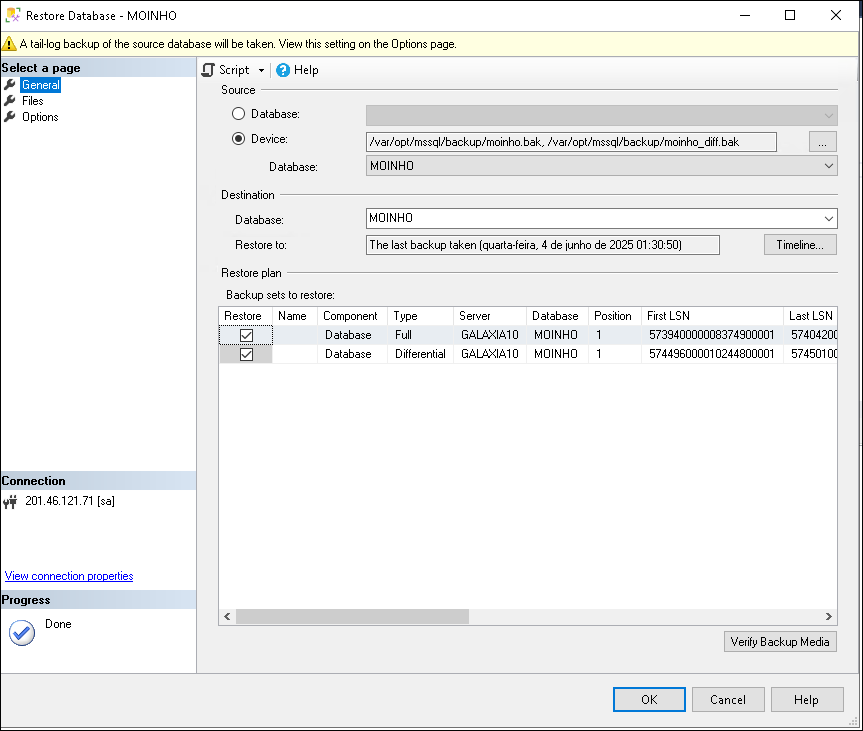 Restore Database - MOINHO
A tail-log backup of the source database will be taken. View this setting on the Options page.
Select a page
General
Files
Options
Script
Help
Source
Database:
Device:
/var/opt/mssql/backup/moinho.bak, /var/opt/mssql/backup/moinho_diff.bak
...
Database:
MOINHO
Destination
Database:
MOINHO
Restore to:
The last backup taken (quarta-feira, 4 de junho de 2025 01:30:50)
Timeline...
Restore plan
Backup sets to restore:
Restore Name Component Type Server Database Position First LSN Last LSN
Database Full GALAXIA10 MOINHO 1 573940000008374900001 57404200
Database Differential GALAXIA10 MOINHO 1 574496000010244800001 57450100
Connection
201.46.121.71 [sa]
View connection properties
Progress
Done
Verify Backup Media
OK
Cancel
Help